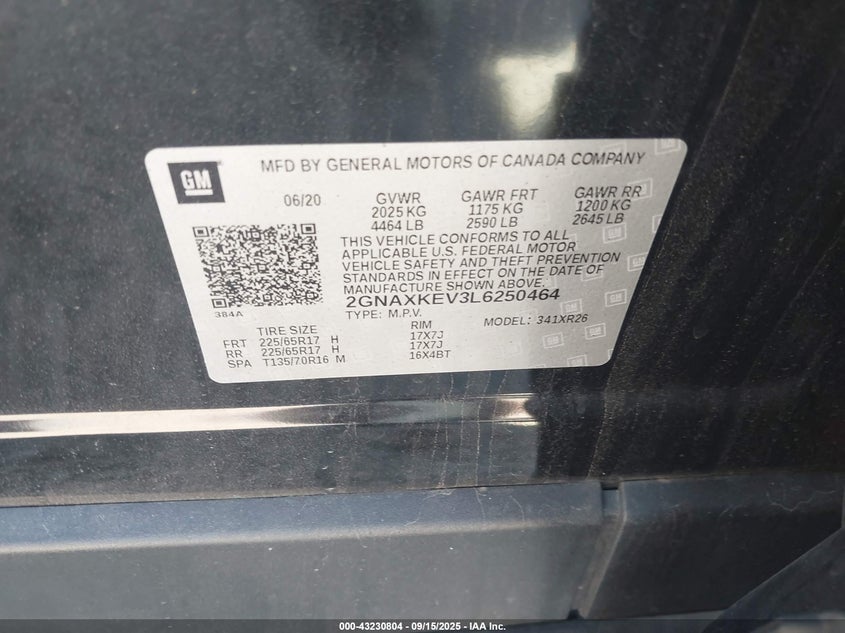 GM
MFD BY GENERAL MOTORS OF CANADA COMPANY
06/20 GVWR GAWR FRT GAWR RR
2025 KG 1175 KG 1200 KG
4464 LB 2590 LB 2645 LB
THIS VEHICLE CONFORMS TO ALL
APPLICABLE U.S. FEDERAL MOTOR
VEHICLE SAFETY AND THEFT PREVENTION
STANDARDS IN EFFECT ON THE DATE OF
MANUFACTURE SHOWN ABOVE.
2GNAXKEV3L6250464
384A
TYPE: M.P.V. MODEL: 341XR26
TIRE SIZE RIM
FRT 225/65R17 H 17X7J
RR 225/65R17 H 17X7J
SPA T135/70R16 M 16X4BT
000-43230804 - 09/15/2025 - IAA Inc.